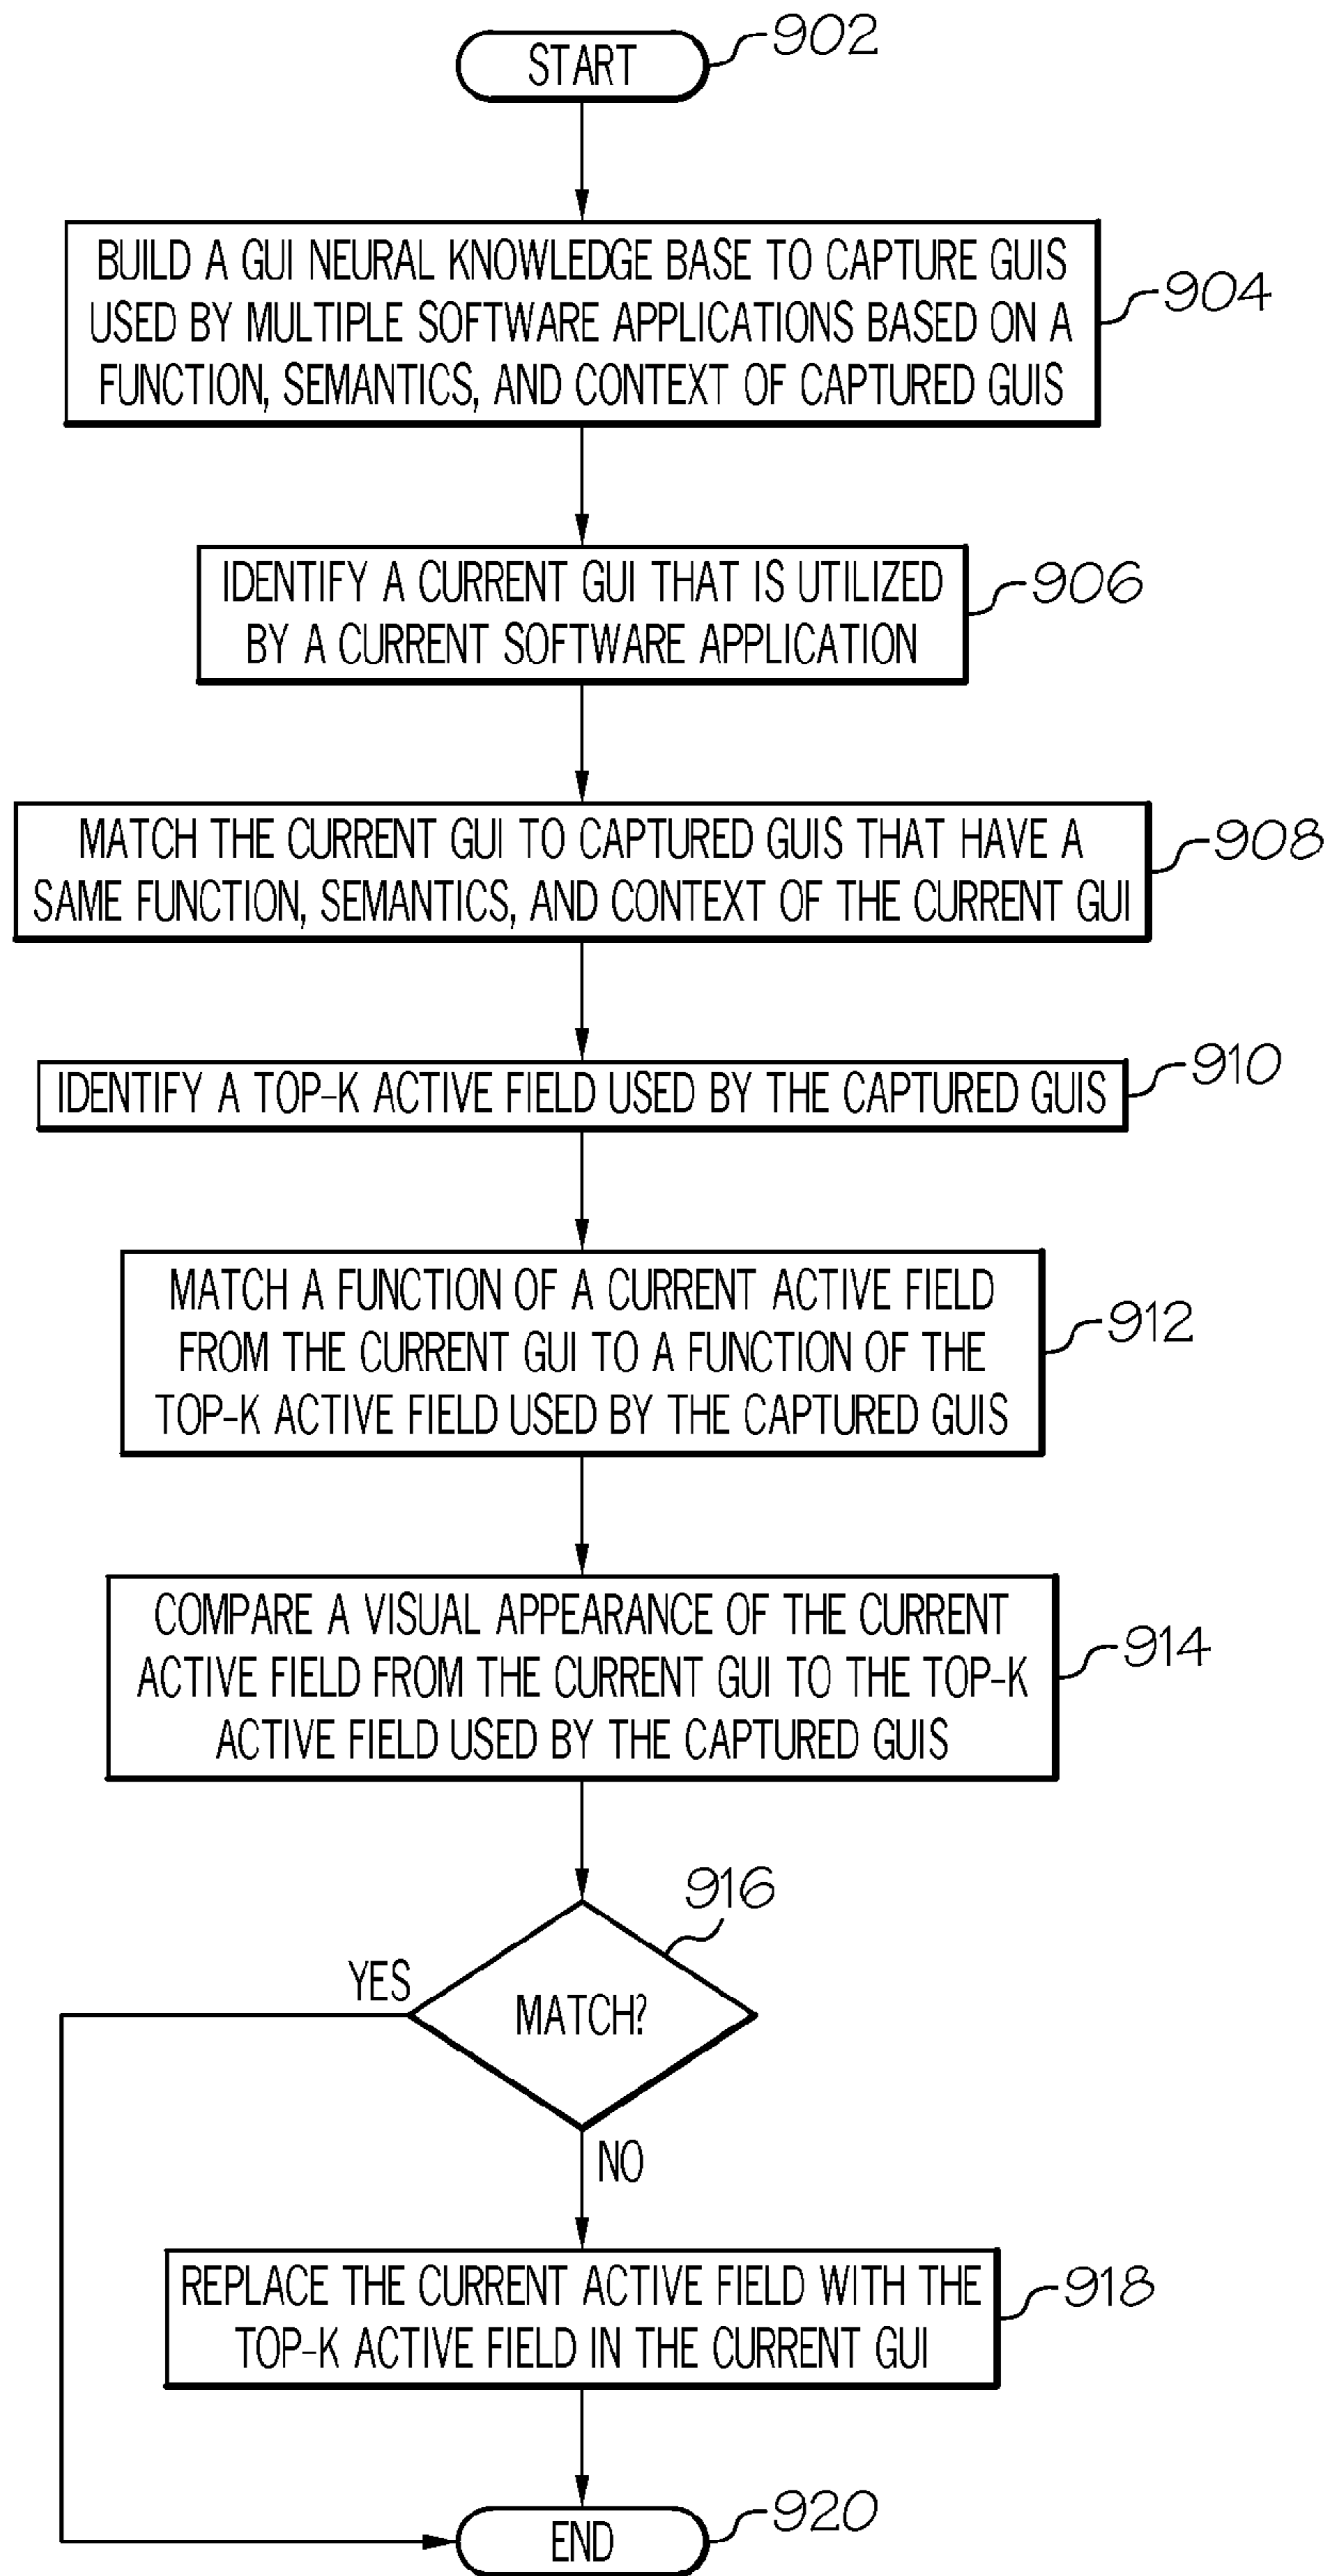 START
902
BUILD A GUI NEURAL KNOWLEDGE BASE TO CAPTURE GUIS
USED BY MULTIPLE SOFTWARE APPLICATIONS BASED ON A
FUNCTION, SEMANTICS, AND CONTEXT OF CAPTURED GUIS
904
IDENTIFY A CURRENT GUI THAT IS UTILIZED
BY A CURRENT SOFTWARE APPLICATION
906
MATCH THE CURRENT GUI TO CAPTURED GUIS THAT HAVE A
SAME FUNCTION, SEMANTICS, AND CONTEXT OF THE CURRENT GUI
908
IDENTIFY A TOP-K ACTIVE FIELD USED BY THE CAPTURED GUIS
910
MATCH A FUNCTION OF A CURRENT ACTIVE FIELD
FROM THE CURRENT GUI TO A FUNCTION OF THE
TOP-K ACTIVE FIELD USED BY THE CAPTURED GUIS
912
COMPARE A VISUAL APPEARANCE OF THE CURRENT
ACTIVE FIELD FROM THE CURRENT GUI TO THE TOP-K
ACTIVE FIELD USED BY THE CAPTURED GUIS
914
916
YES
MATCH?
NO
REPLACE THE CURRENT ACTIVE FIELD WITH THE
TOP-K ACTIVE FIELD IN THE CURRENT GUI
918
END
920